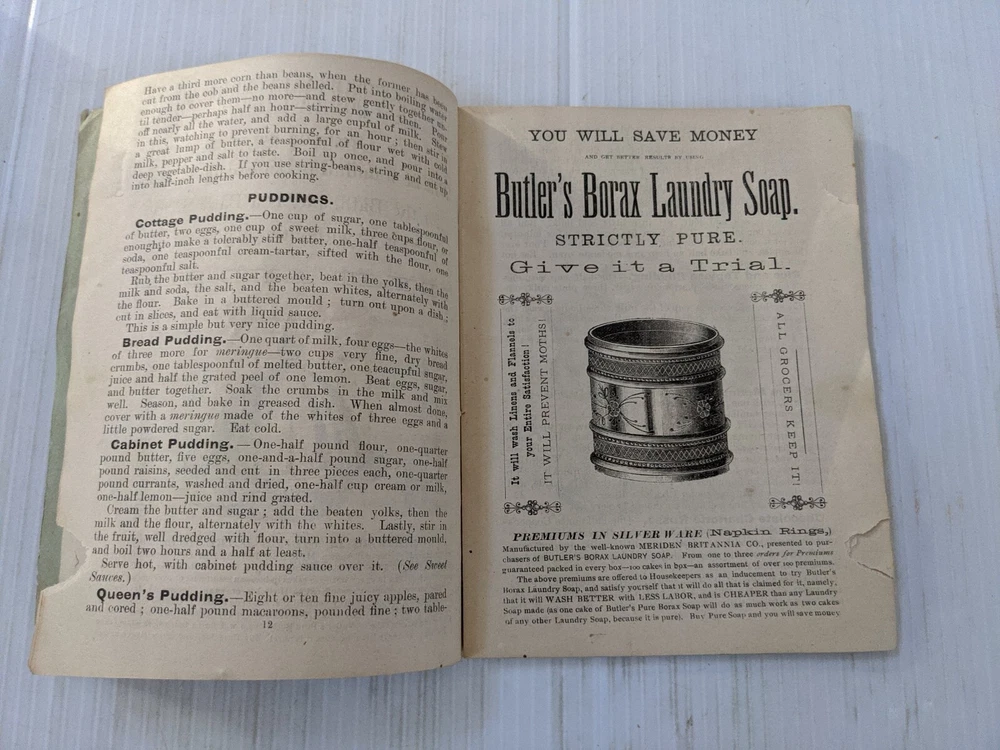 Have a third more corn than beans, when the former has been
cut from the cob and the beans shelled. Put into boiling water
enough to cover them—no more—and stew gently together un-
til tender—perhaps half an hour—stirring now and then. Pour
off nearly all the water, and add a large cupful of milk. Stew
in this, watching to prevent burning, for an hour; then stir in
a great lump of butter, a teaspoonful of flour wet with cold
milk, pepper and salt to taste. Boil up once, and pour into a
deep vegetable-dish. If you use string-beans, string and cut up
into half-inch lengths before cooking.
PUDDINGS.
Cottage Pudding.—One cup of sugar, one tablespoonful
of butter, two eggs, one cup of sweet milk, three cups flour, or
enough to make a tolerably stiff batter, one-half teaspoonful of
soda, one teaspoonful cream-tartar, sifted with the flour, one
teaspoonful salt.
Rub the butter and sugar together, beat in the yolks, then the
milk and soda, the salt, and the beaten whites, alternately with
the flour. Bake in a buttered mould; turn out upon a dish;
cut in slices, and eat with liquid sauce.
This is a simple but very nice pudding.
Bread Pudding.—One quart of milk, four eggs—the whites
of three more for meringue—two cups very fine, dry bread
crumbs, one tablespoonful of melted butter, one teacupful sugar,
juice and half the grated peel of one lemon. Beat eggs, sugar,
and butter together. Soak the crumbs in the milk and mix
well. Season, and bake in greased dish. When almost done,
cover with a meringue made of the whites of three eggs and a
little powdered sugar. Eat cold.
Cabinet Pudding.—One-half pound flour, one-quarter
pound butter, five eggs, one-and-a-half pound sugar, one-half
pound raisins, seeded and cut in three pieces each, one-quarter
pound currants, washed and dried, one-half cup cream or milk,
one-half lemon—juice and rind grated.
Cream the butter and sugar; add the beaten yolks, then the
milk and the flour, alternately with the whites. Lastly, stir in
the fruit, well dredged with flour, turn into a buttered mould,
and boil two hours and a half at least.
Serve hot, with cabinet pudding sauce over it. (See Sweet
Sauces.)
Queen's Pudding.—Eight or ten fine juicy apples, pared
and cored; one-half pound macaroons, pounded fine; two table-
12
YOU WILL SAVE MONEY
AND GET BETTER RESULTS BY USING
Butler's Borax Laundry Soap.
STRICTLY PURE.
Give it a Trial.
It will wash Linens and Flannels to
your Entire Satisfaction!
IT WILL PREVENT MOTHS!
ALL GROCERS KEEP IT!
PREMIUMS IN SILVERWARE (Napkin Rings,)
Manufactured by the well-known MERIDEN BRITANNIA CO., presented to pur-
chasers of BUTLER'S BORAX LAUNDRY SOAP. From one to three orders for Premiums
guaranteed packed in every box—100 cakes in box—an assortment of over 100 premiums.
The above premiums are offered to Housekeepers as an inducement to try Butler's
Borax Laundry Soap, and satisfy yourself that it will do all that is claimed for it, namely,
that it will WASH BETTER with LESS LABOR, and is CHEAPER than any Laundry
Soap made (as one cake of Butler's Pure Borax Soap will do as much work as two cakes
of any other Laundry Soap, because it is pure). Buy Pure Soap and you will save money